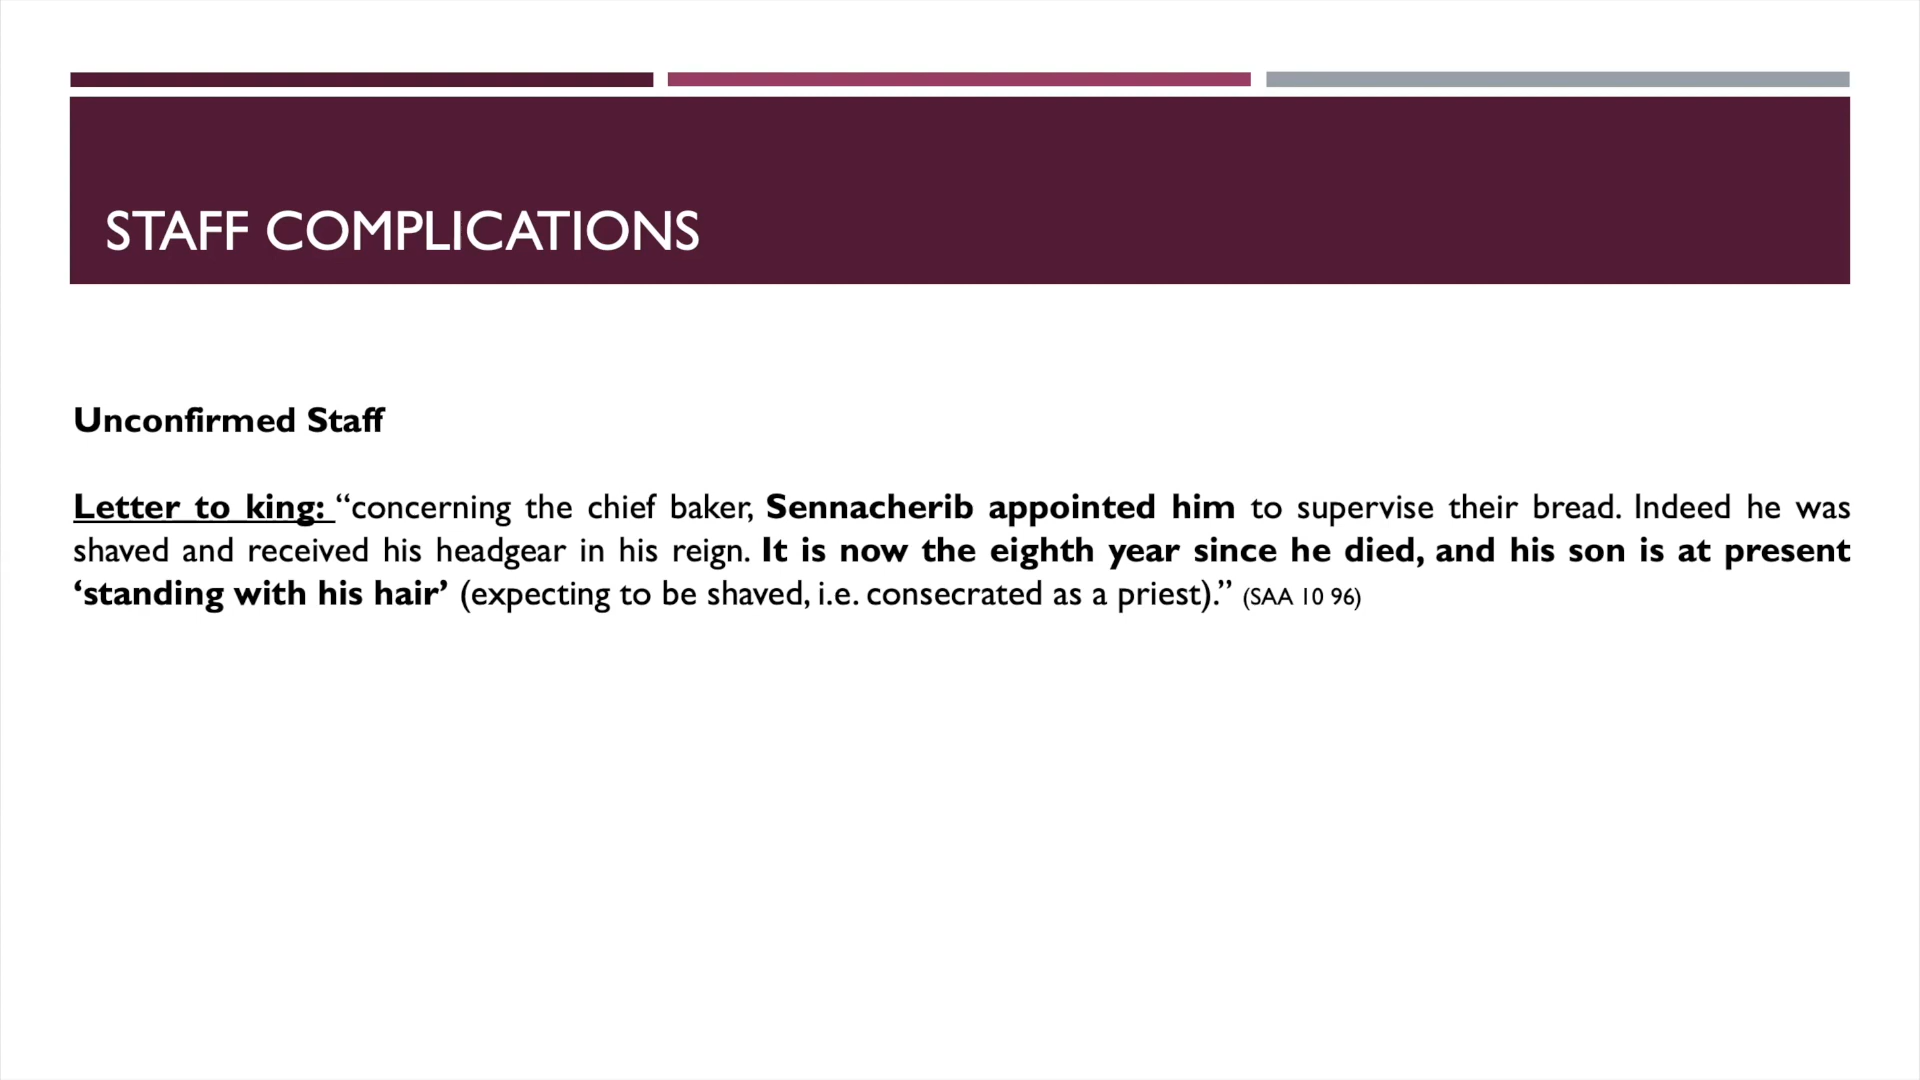 STAFF COMPLICATIONS
Unconfirmed Staff
Letter to king: “concerning the chief baker, Sennacherib appointed him to supervise their bread. Indeed he was
shaved and received his headgear in his reign. It is now the eighth year since he died, and his son is at present
‘standing with his hair’ (expecting to be shaved, i.e. consecrated as a priest).” (SAA 10 96)